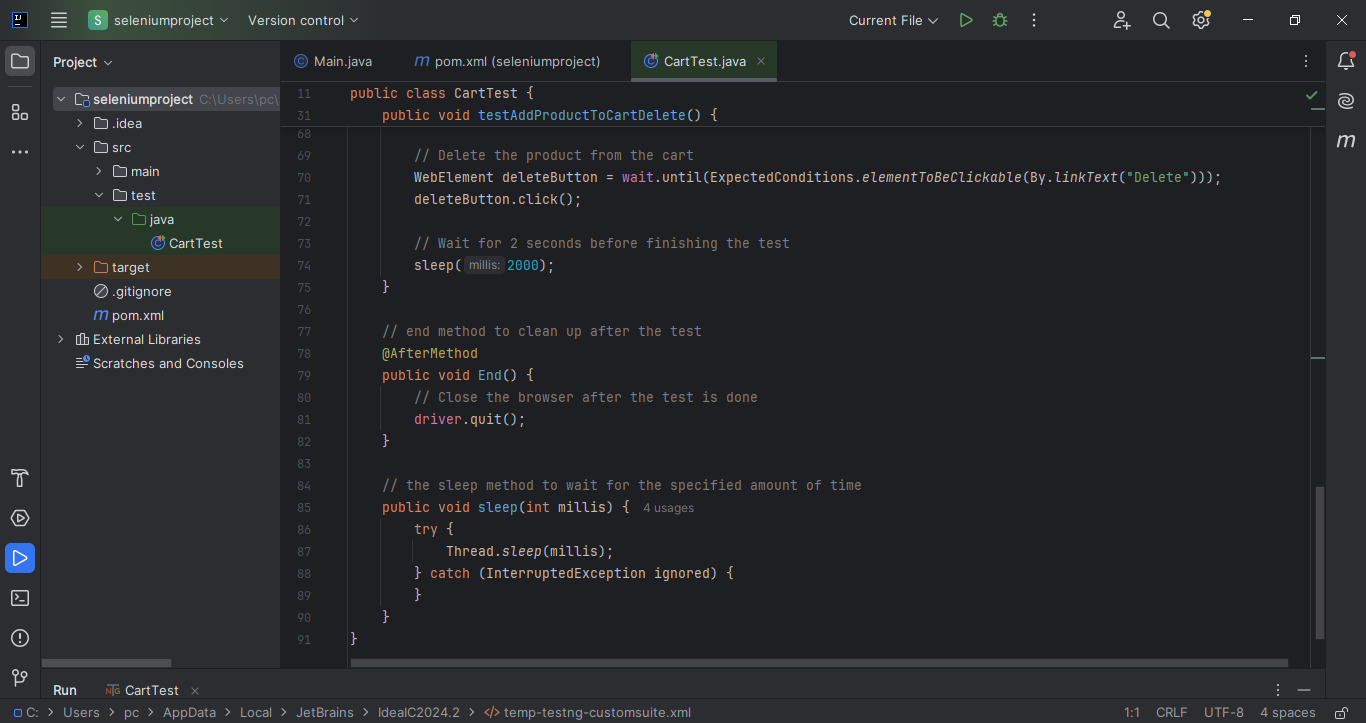 S seleniumproject Version control Current File
Project
Main.java pom.xml (seleniumproject) CartTest.java
seleniumproject C:\Users\pc\
.idea
src
main
test
java
CartTest
target
.gitignore
m pom.xml
External Libraries
Scratches and Consoles
11 public class CartTest {
31 public void testAddProductToCartDelete() {
68
69 // Delete the product from the cart
70 WebElement deleteButton = wait.until(ExpectedConditions.elementToBeClickable(By.linkText("Delete")));
71 deleteButton.click();
72
73 // Wait for 2 seconds before finishing the test
74 sleep( millis: 2000);
75 }
76
77 // end method to clean up after the test
78 @AfterMethod
79 public void End() {
80 // Close the browser after the test is done
81 driver.quit();
82 }
83
84 // the sleep method to wait for the specified amount of time
85 public void sleep(int millis) { 4 usages
86 try {
87 Thread.sleep(millis);
88 } catch (InterruptedException ignored) {
89 }
90 }
91 }
Run CartTest
C: Users pc AppData Local JetBrains IdeaIC2024.2 temp-testng-customsuite.xml 1:1 CRLF UTF-8 4 spaces